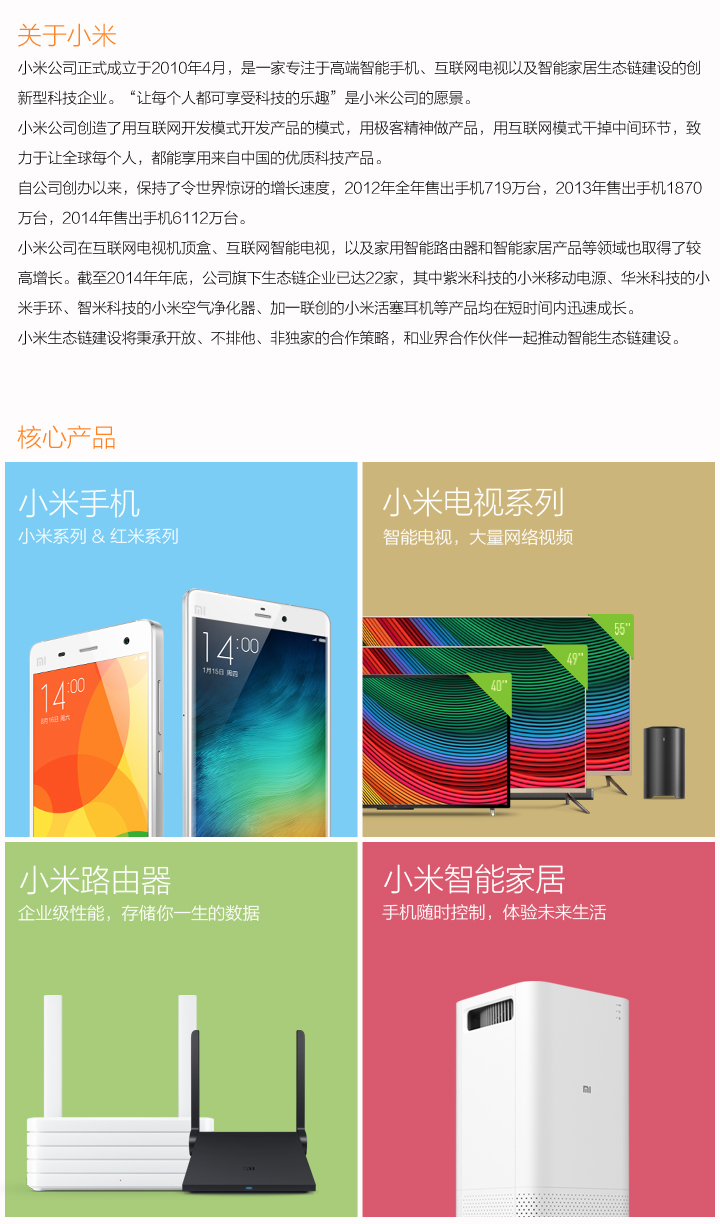 关于小米
小米公司正式成立于2010年4月，是一家专注于高端智能手机、互联网电视以及智能家居生态链建设的创
新型科技企业。“让每个人都可享受科技的乐趣”是小米公司的愿景。
小米公司创造了用互联网开发模式开发产品的模式，用极客精神做产品，用互联网模式干掉中间环节，致
力于让全球每个人，都能享用来自中国的优质科技产品。
自公司创办以来，保持了令世界惊讶的增长速度，2012年全年售出手机719万台，2013年售出手机1870
万台，2014年售出手机6112万台。
小米公司在互联网电视机顶盒、互联网智能电视，以及家用智能路由器和智能家居产品等领域也取得了较
高增长。截至2014年年底，公司旗下生态链企业已达22家，其中紫米科技的小米移动电源、华米科技的小
米手环、智米科技的小米空气净化器、加一联创的小米活塞耳机等产品均在短时间内迅速成长。
小米生态链建设将秉承开放、不排他、非独家的合作策略，和业界合作伙伴一起推动智能生态链建设。
核心产品
小米手机
小米系列 & 红米系列
MI
14:00
8月16日 周六
MI
14:00
1月15日 周四
小米电视系列
智能电视，大量网络视频
55"
49"
40"
小米路由器
企业级性能，存储你一生的数据
MI
小米智能家居
手机随时控制，体验未来生活
MI